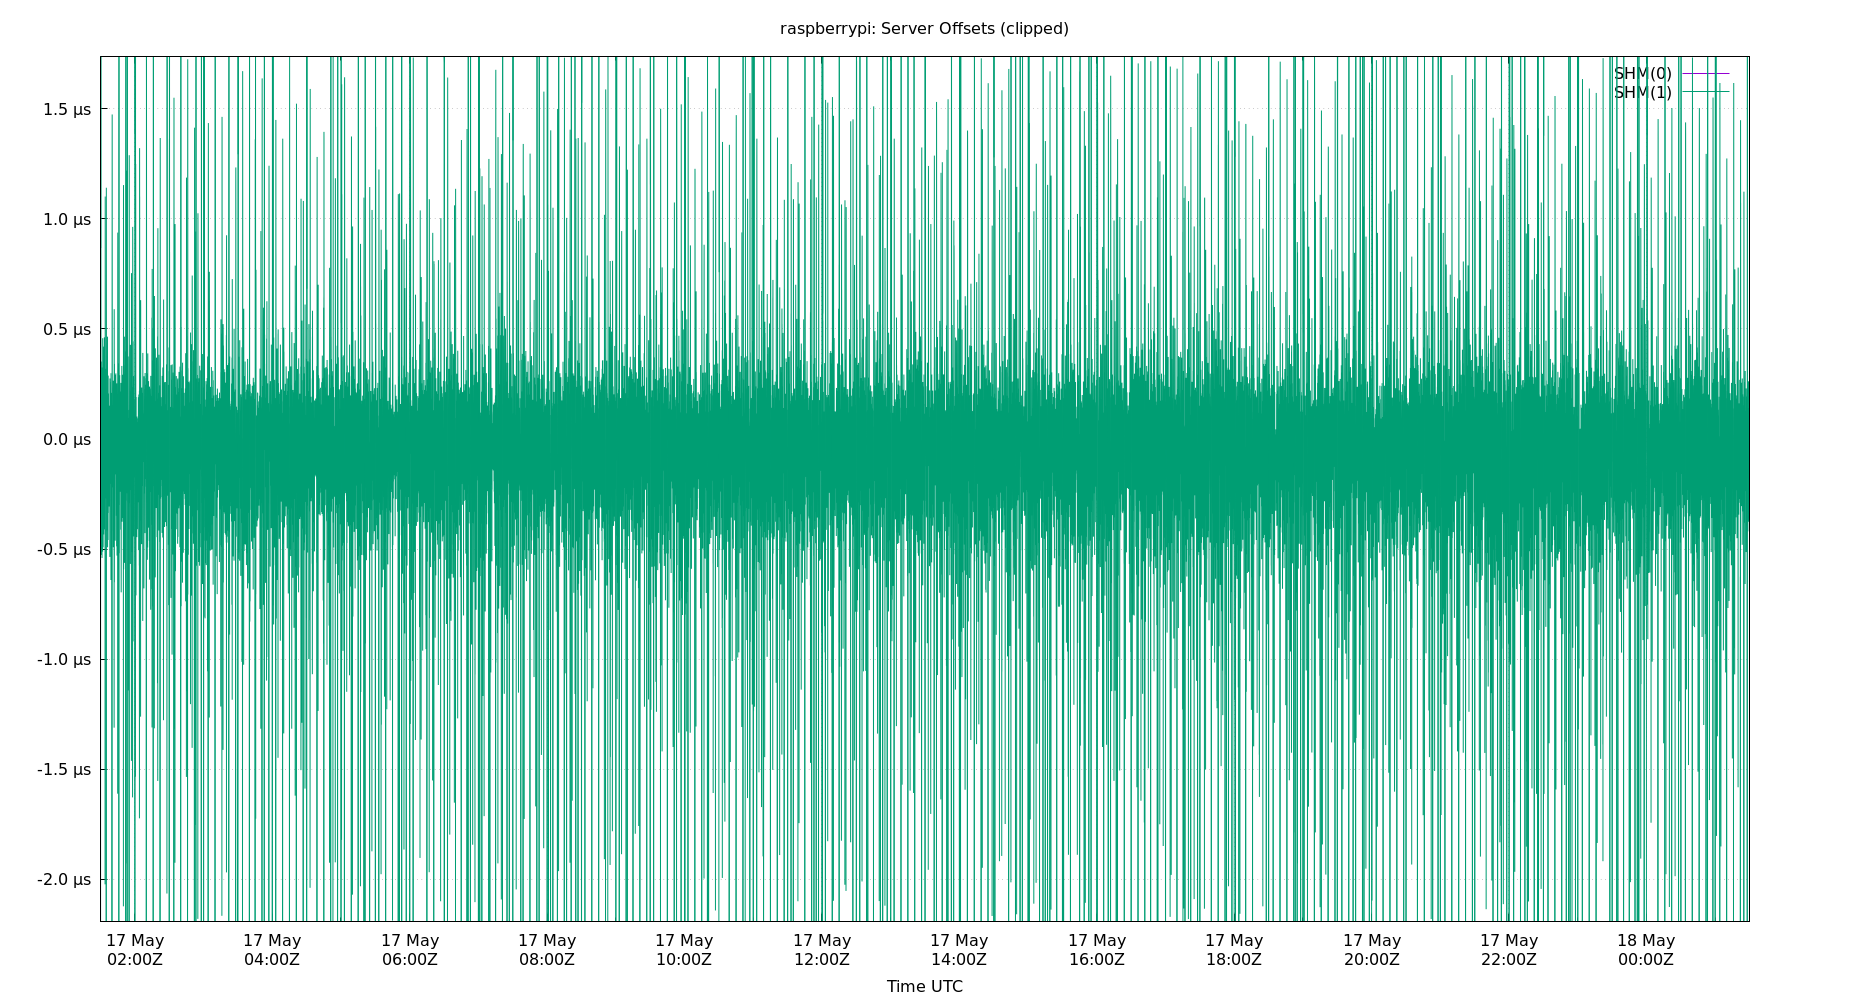 raspberrypi: Server Offsets (clipped)
SHM(0)
SHM(1)
1.5 µs
1.0 µs
0.5 µs
0.0 µs
-0.5 µs
-1.0 µs
-1.5 µs
-2.0 µs
17 May 17 May 17 May 17 May 17 May 17 May 17 May 17 May 17 May 17 May 17 May 18 May
02:00Z 04:00Z 06:00Z 08:00Z 10:00Z 12:00Z 14:00Z 16:00Z 18:00Z 20:00Z 22:00Z 00:00Z
Time UTC